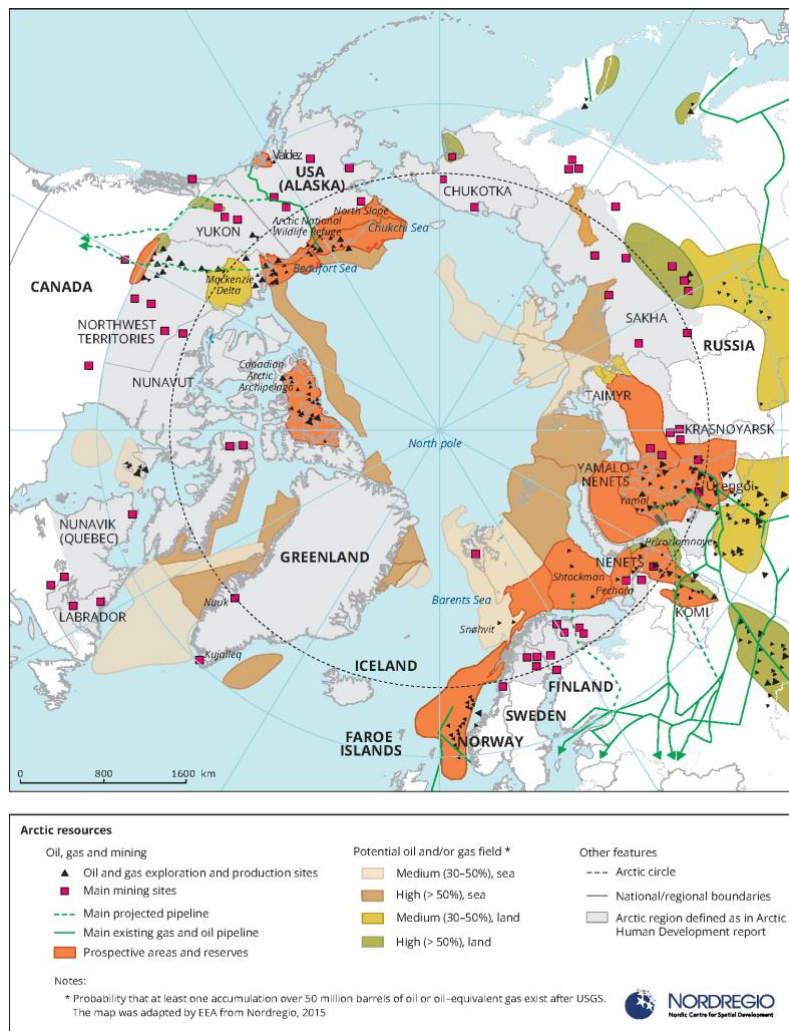 Valdez
USA
(ALASKA)
CHUKOTKA
North Slope
Arctic National
Wildlife Refuge
Chukchi Sea
YUKON
Beaufort Sea
CANADA
Mackenzie
Delta
NORTHWEST
TERRITORIES
SAKHA
RUSSIA
NUNAVUT
Canadian
Arctic
Archipelago
TAIMYR
KRASNOYARSK
North pole
YAMALO-
NENETS
Urengoi
Yamal
NUNAVIK
(QUEBEC)
Prirazlomnoye
GREENLAND
NENETS
Shtockman
Pechora
Barents Sea
KOMI
LABRADOR
Nuuk
Snøhvit
Kujalleq
ICELAND
FINLAND
SWEDEN
FAROE
ISLANDS
NORWAY
0 800 1600 km
Arctic resources
Oil, gas and mining
Oil and gas exploration and production sites
Main mining sites
Main projected pipeline
Main existing gas and oil pipeline
Prospective areas and reserves
Potential oil and/or gas field *
Medium (30–50%), sea
High (> 50%), sea
Medium (30–50%), land
High (> 50%), land
Other features
Arctic circle
National/regional boundaries
Arctic region defined as in Arctic
Human Development report
Notes:
* Probability that at least one accumulation over 50 million barrels of oil or oil–equivalent gas exist after USGS.
The map was adapted by EEA from Nordregio, 2015
NORDREGIO
Nordic Centre for Spatial Development